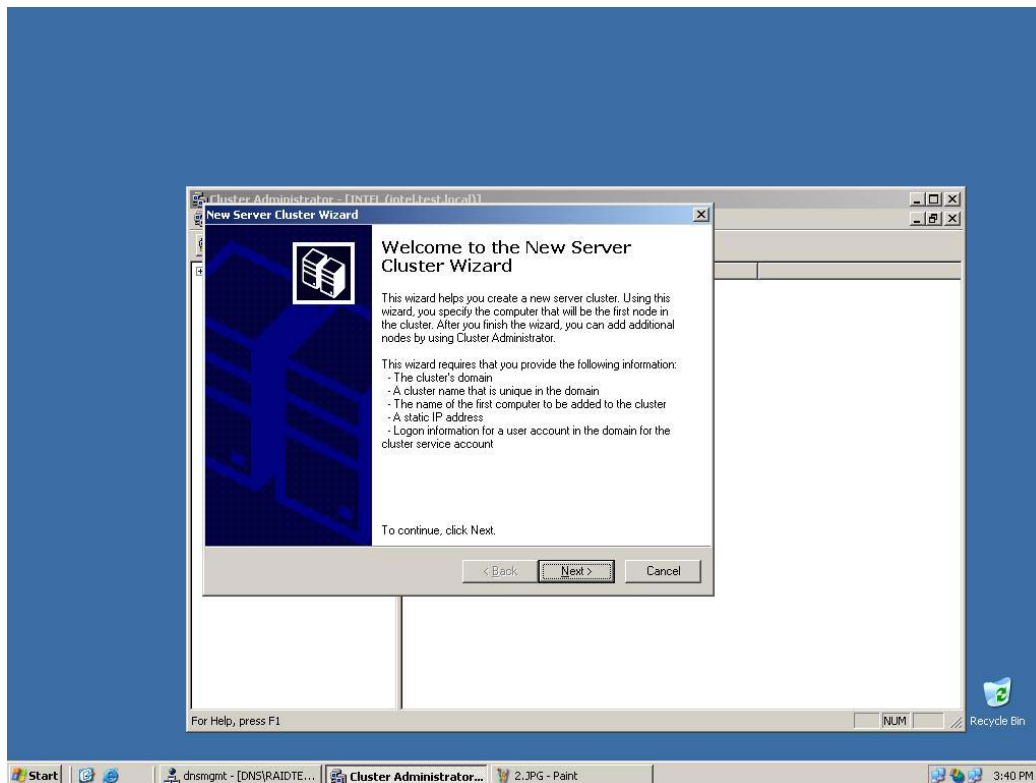 Cluster Administrator - [INTEL (intel.test.local)]
New Server Cluster Wizard
Welcome to the New Server
Cluster Wizard
This wizard helps you create a new server cluster. Using this
wizard, you specify the computer that will be the first node in
the cluster. After you finish the wizard, you can add additional
nodes by using Cluster Administrator.
This wizard requires that you provide the following information:
- The cluster's domain
- A cluster name that is unique in the domain
- The name of the first computer to be added to the cluster
- A static IP address
- Logon information for a user account in the domain for the
cluster service account
To continue, click Next.
< Back
Next >
Cancel
For Help, press F1
NUM
Recycle Bin
Start
dnsmgmt - [DNS\RAIDTE...
Cluster Administrator...
2.JPG - Paint
3:40 PM